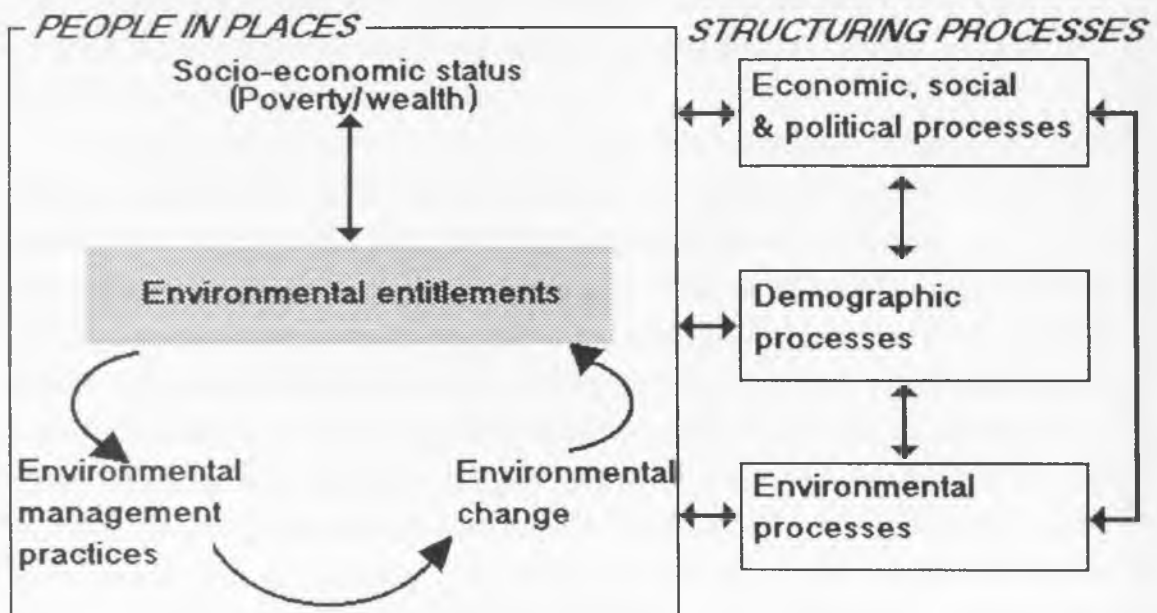 PEOPLE IN PLACES
Socio-economic status
(Poverty/wealth)
Environmental entitlements
Environmental
management
practices
Environmental
change
STRUCTURING PROCESSES
Economic, social
& political processes
Demographic
processes
Environmental
processes